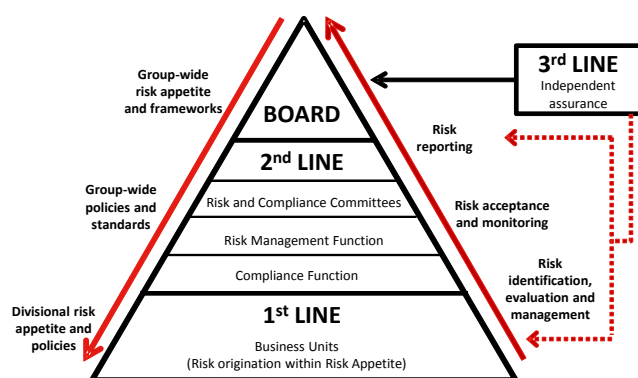 Group-wide
risk appetite
and frameworks
BOARD
3rd LINE
Independent
assurance
Risk
reporting
2nd LINE
Group-wide
policies and
standards
Risk and Compliance Committees
Risk acceptance
and monitoring
Risk Management Function
Compliance Function
Risk
identification,
evaluation and
management
Divisional risk
appetite and
policies
1st LINE
Business Units
(Risk origination within Risk Appetite)